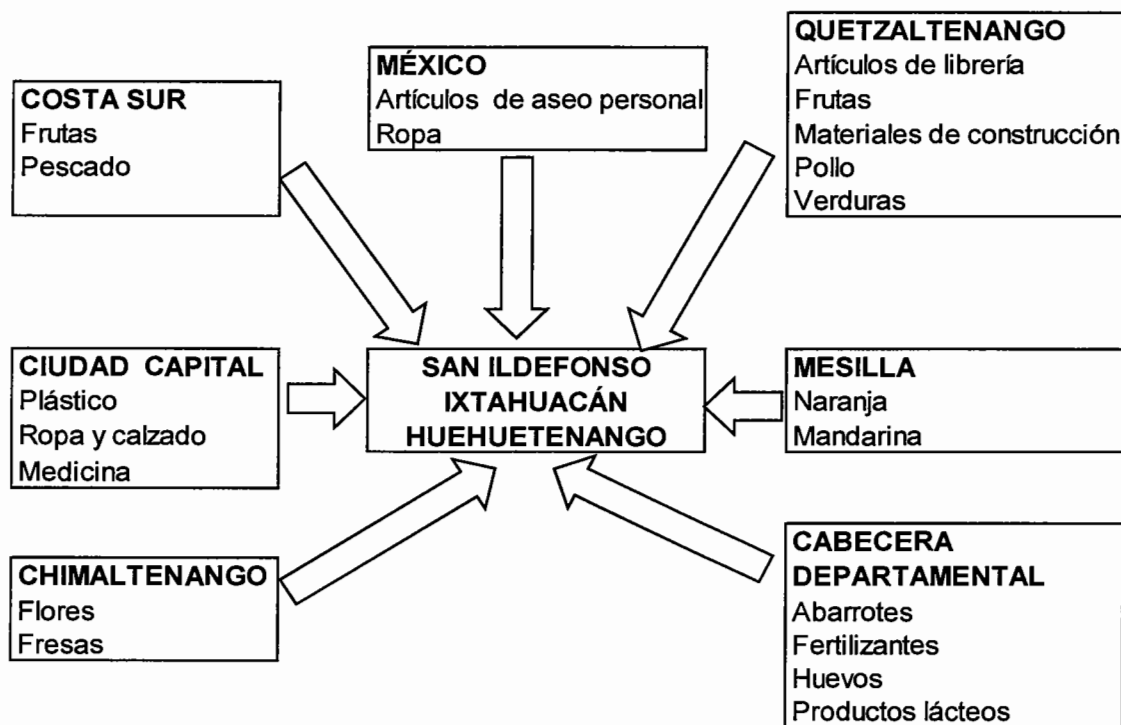 COSTA SUR
Frutas
Pescado
MÉXICO
Artículos de aseo personal
Ropa
QUETZALTENANGO
Artículos de librería
Frutas
Materiales de construcción
Pollo
Verduras
CIUDAD CAPITAL
Plástico
Ropa y calzado
Medicina
SAN ILDEFONSO
IXTAHUACÁN
HUEHUETENANGO
MESILLA
Naranja
Mandarina
CHIMALTENANGO
Flores
Fresas
CABECERA
DEPARTAMENTAL
Abarrotes
Fertilizantes
Huevos
Productos lácteos